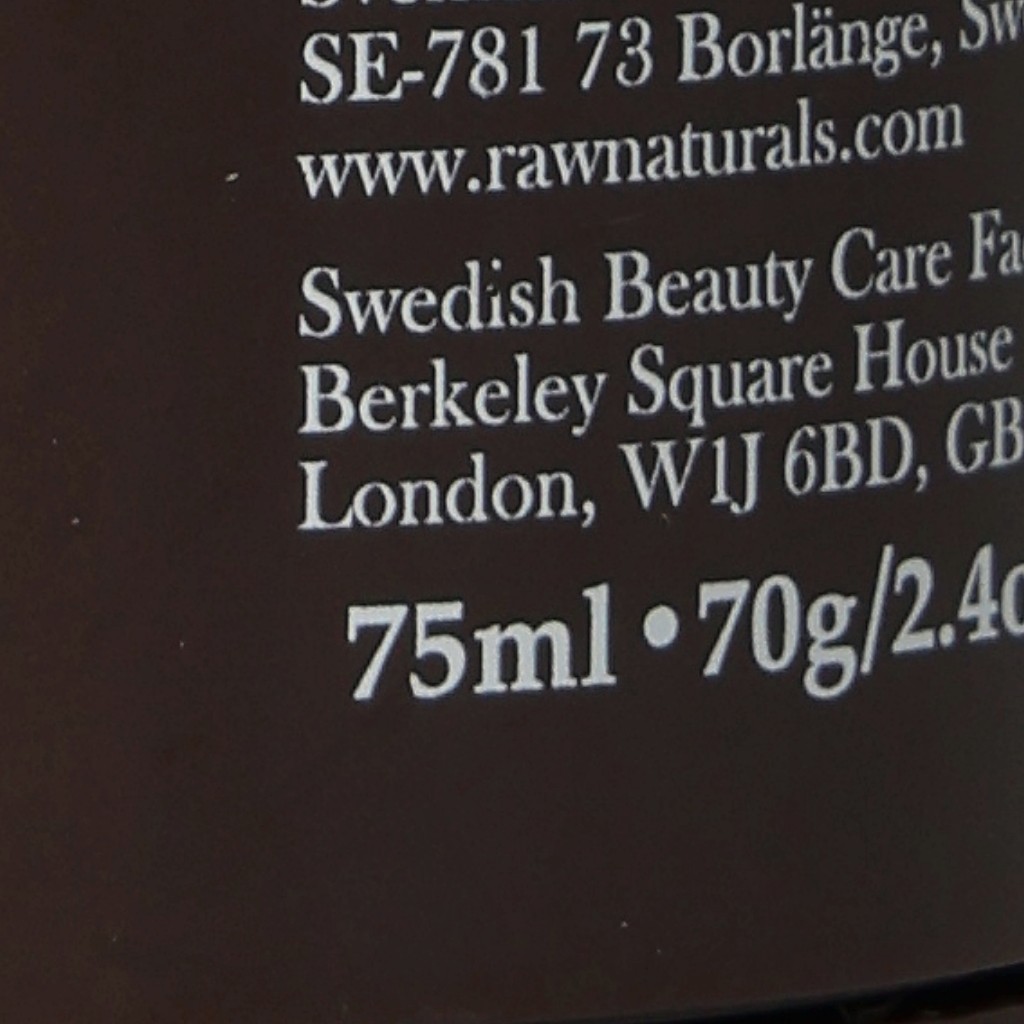 SE-781 73 Borlänge,
www.rawnaturals.com
Swedish Beauty Care
Berkeley Square House
London, W1J 6BD, GB
75ml • 70g/2.4